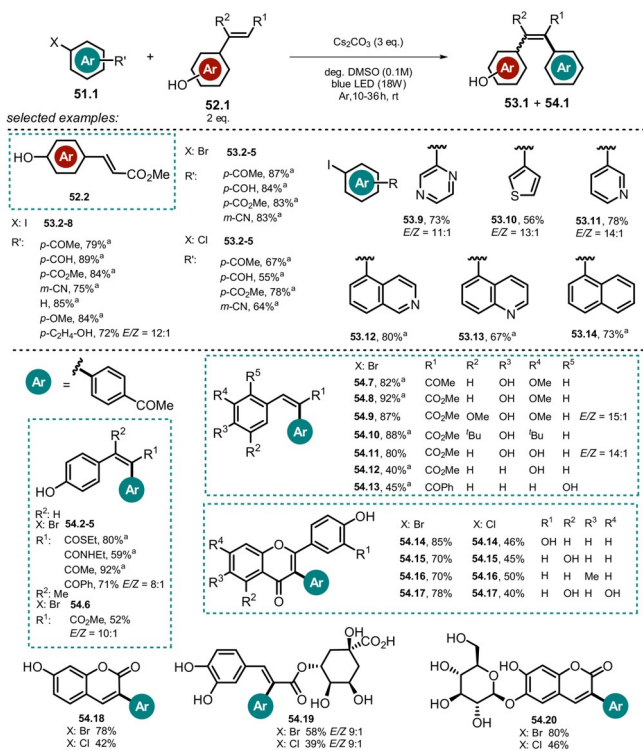 X
Ar
R'
51.1
+
R²
R¹
Ar
HO
52.1
2 eq.
Cs₂CO₃ (3 eq.)
deg. DMSO (0.1M)
blue LED (18W)
Ar,10-36h, rt
R²
R¹
Ar
HO
Ar
R'
53.1 + 54.1
selected examples:
HO
Ar
CO₂Me
52.2
X: I 53.2-8
R':
p-COMe, 79%ᵃ
p-COH, 89%ᵃ
p-CO₂Me, 84%ᵃ
m-CN, 75%ᵃ
H, 85%ᵃ
p-OMe, 84%ᵃ
p-C₂H₄-OH, 72% E/Z = 12:1
X: Br 53.2-5
R':
p-COMe, 87%ᵃ
p-COH, 84%ᵃ
p-CO₂Me, 83%ᵃ
m-CN, 83%ᵃ
X: Cl 53.2-5
R':
p-COMe, 67%ᵃ
p-COH, 55%ᵃ
p-CO₂Me, 78%ᵃ
m-CN, 64%ᵃ
I
Ar
R
N
N
53.9, 73%
E/Z = 11:1
S
53.10, 56%
E/Z = 13:1
N
53.11, 78%
E/Z = 14:1
N
53.12, 80%ᵃ
N
53.13, 67%ᵃ
53.14, 73%ᵃ
Ar
=
COMe
R²
R¹
HO
Ar
R²: H
X: Br 54.2-5
R¹: COSEt, 80%ᵃ
CONHEt, 59%ᵃ
COMe, 92%ᵃ
COPh, 71% E/Z = 8:1
R²: Me
X: Br 54.6
R¹: CO₂Me, 52%
E/Z = 10:1
R⁵
R⁴
R¹
R³
R²
Ar
X: Br R¹ R² R³ R⁴ R⁵
54.7, 82%ᵃ COMe H OH OMe H
54.8, 92%ᵃ CO₂Me H OH OMe H
54.9, 87% CO₂Me OMe OH OMe H E/Z = 15:1
54.10, 88%ᵃ CO₂Me ᵗBu OH ᵗBu H
54.11, 80% CO₂Me H OH OH H E/Z = 14:1
54.12, 40%ᵃ CO₂Me H H OH H
54.13, 45%ᵃ COPh H H H OH
OH
R⁴
O
R¹
R³
R²
O
Ar
X: Br X: Cl R¹ R² R³ R⁴
54.14, 85% 54.14, 46% OH H H H
54.15, 70% 54.15, 45% H OH H H
54.16, 70% 54.16, 50% H H Me H
54.17, 78% 54.17, 40% H OH H OH
HO
O
O
Ar
54.18
X: Br 78%
X: Cl 42%
HO
HO
Ar
O
O
HO
CO₂H
OH
OH
54.19
X: Br 58% E/Z 9:1
X: Cl 39% E/Z 9:1
HO
HO
HO
OH
O
O
HO
O
O
Ar
54.20
X: Br 80%
X: Cl 46%